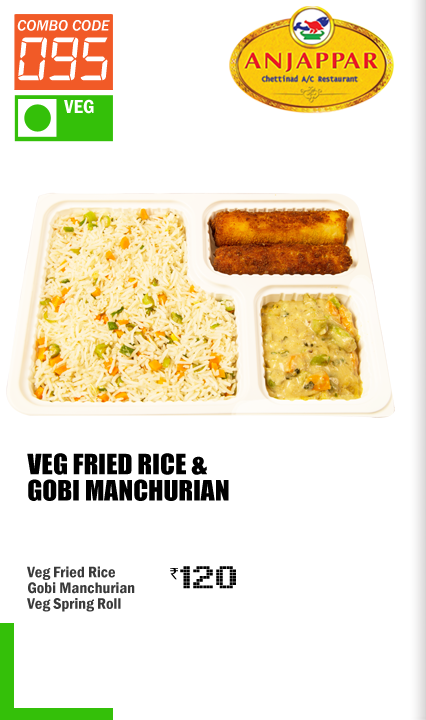 COMBO CODE
095
VEG
ANJAPPAR
Chettinad A/C Restaurant
VEG FRIED RICE &
GOBI MANCHURIAN
Veg Fried Rice
Gobi Manchurian
Veg Spring Roll
₹120